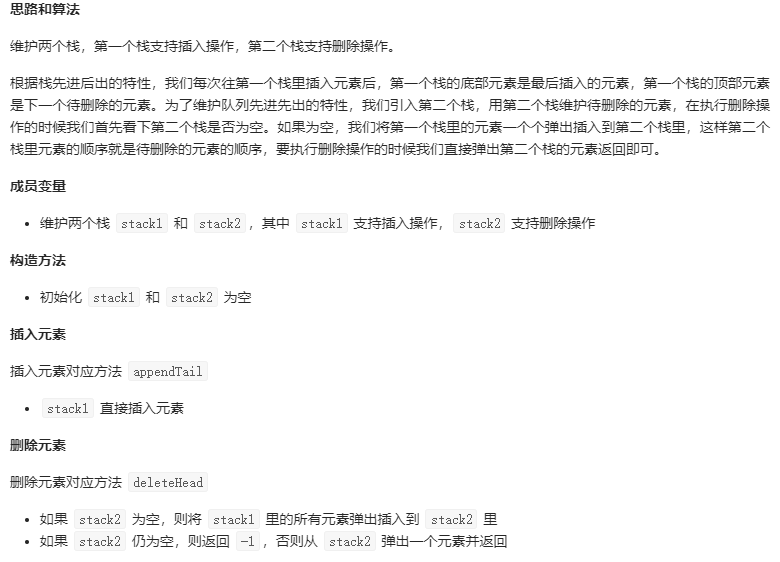 思路和算法
维护两个栈，第一个栈支持插入操作，第二个栈支持删除操作。
根据栈先进后出的特性，我们每次往第一个栈里插入元素后，第一个栈的底部元素是最后插入的元素，第一个栈的顶部元素
是下一个待删除的元素。为了维护队列先进先出的特性，我们引入第二个栈，用第二个栈维护待删除的元素，在执行删除操
作的时候我们首先看下第二个栈是否为空。如果为空，我们将第一个栈里的元素一个个弹出插入到第二个栈里，这样第二个
栈里元素的顺序就是待删除的元素的顺序，要执行删除操作的时候我们直接弹出第二个栈的元素返回即可。
成员变量
• 维护两个栈 stack1 和 stack2，其中 stack1 支持插入操作，stack2 支持删除操作
构造方法
• 初始化 stack1 和 stack2 为空
插入元素
插入元素对应方法 appendTail
• stack1 直接插入元素
删除元素
删除元素对应方法 deleteHead
• 如果 stack2 为空，则将 stack1 里的所有元素弹出插入到 stack2 里
• 如果 stack2 仍为空，则返回 -1，否则从 stack2 弹出一个元素并返回